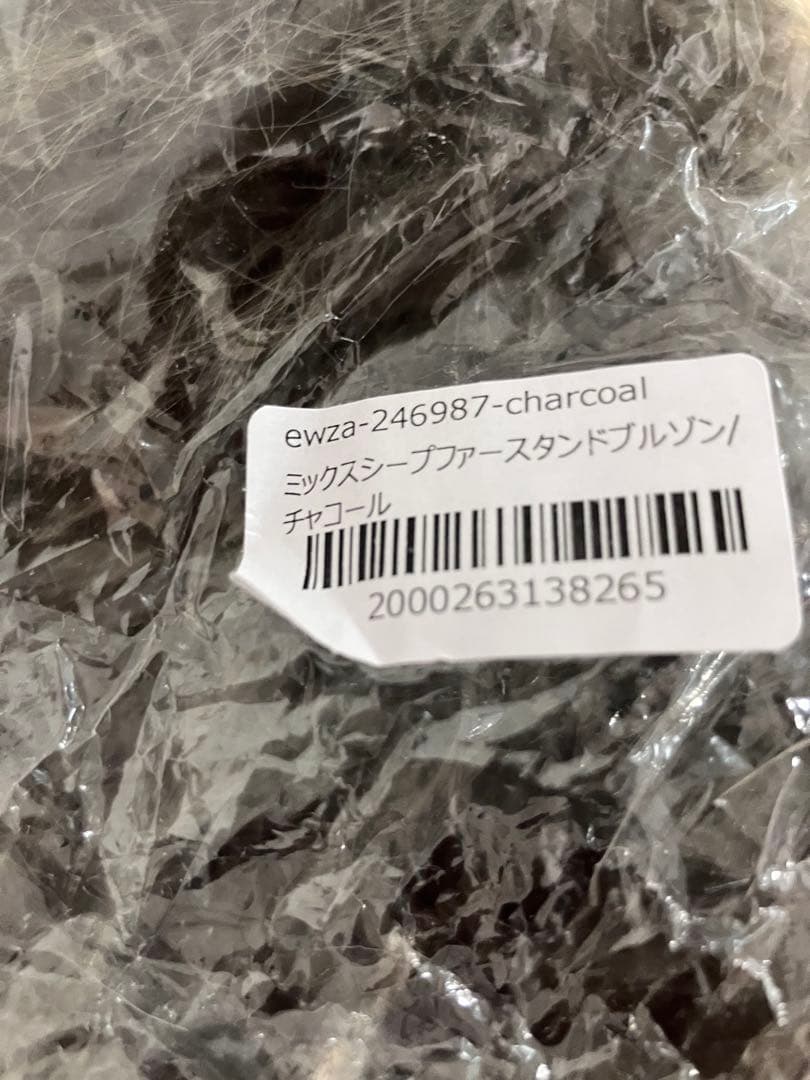 ewza-246987-charcoal
ミックスシープファースタンドブルゾン/
チャコール
2000263138265